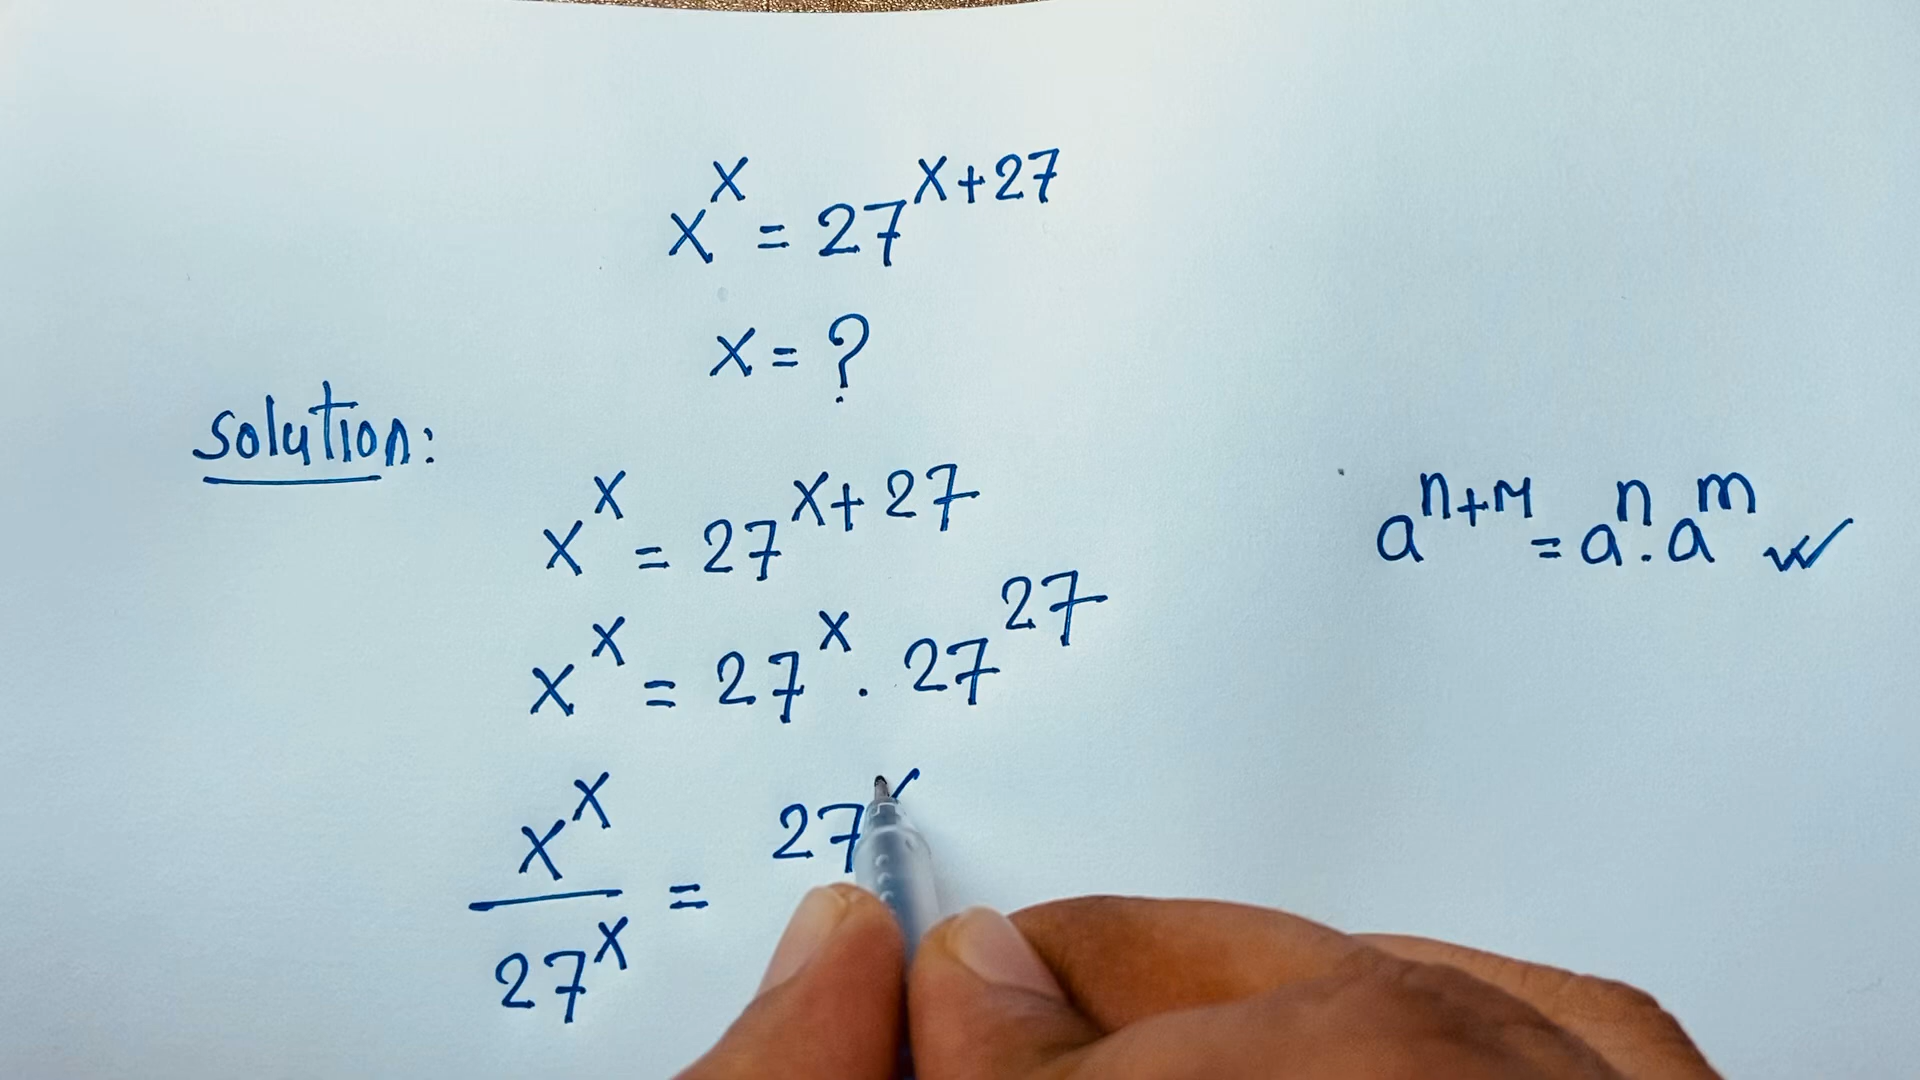 x^x = 27^{x+27}
x = ?
Solution:
x^x = 27^{x+27}
a^{n+m} = a^n . a^m ✓
x^x = 27^x . 27^{27}
x^x / 27^x = 27^x